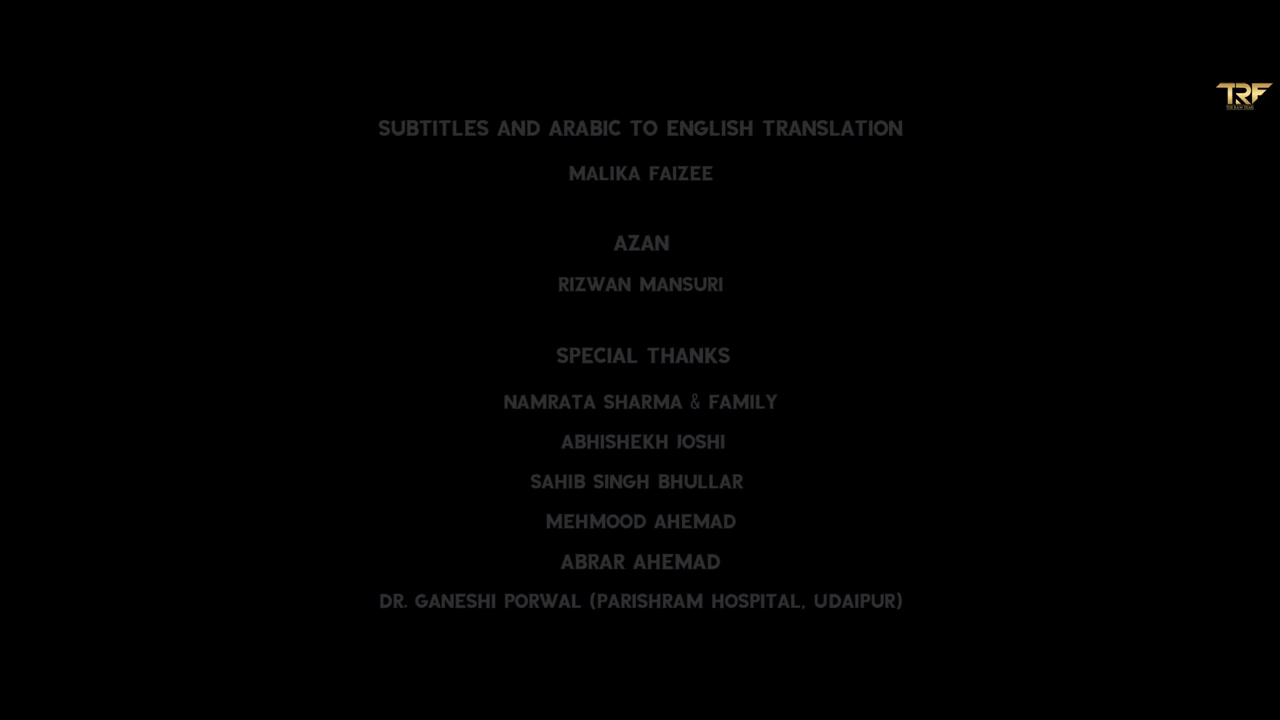 TRF
SUBTITLES AND ARABIC TO ENGLISH TRANSLATION
MALIKA FAIZEE
AZAN
RIZWAN MANSURI
SPECIAL THANKS
NAMRATA SHARMA & FAMILY
ABHISHEKH JOSHI
SAHIB SINGH BHULLAR
MEHMOOD AHEMAD
ABRAR AHEMAD
DR. GANESHI PORWAL (PARISHRAM HOSPITAL, UDAIPUR)